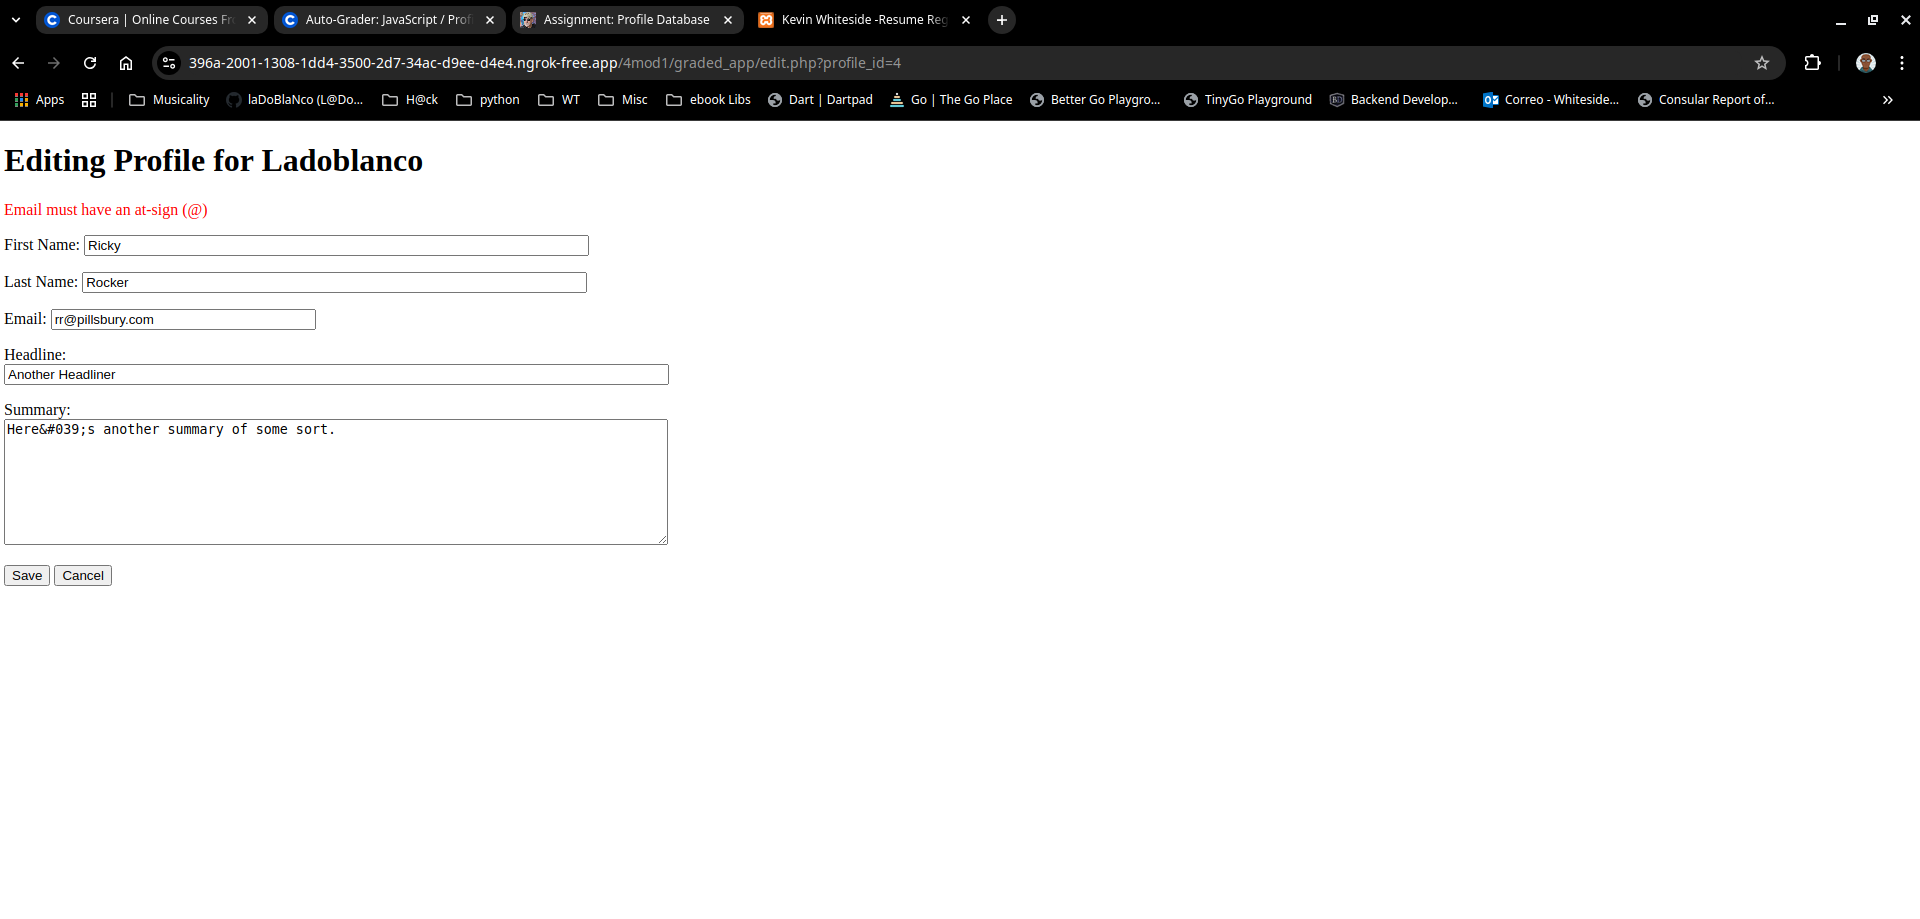 Coursera | Online Courses Fr
Auto-Grader: JavaScript / Prof
Assignment: Profile Database
Kevin Whiteside -Resume Reg
396a-2001-1308-1dd4-3500-2d7-34ac-d9ee-d4e4.ngrok-free.app/4mod1/graded_app/edit.php?profile_id=4
Apps
Musicality
laDoBlaNco (L@Do...
H@ck
python
WT
Misc
ebook Libs
Dart | Dartpad
Go | The Go Place
Better Go Playgro...
TinyGo Playground
Backend Develop...
Correo - Whiteside...
Consular Report of...
Editing Profile for Ladoblanco
Email must have an at-sign (@)
First Name: Ricky
Last Name: Rocker
Email: rr@pillsbury.com
Headline:
Another Headliner
Summary:
Here&#039;s another summary of some sort.
Save Cancel